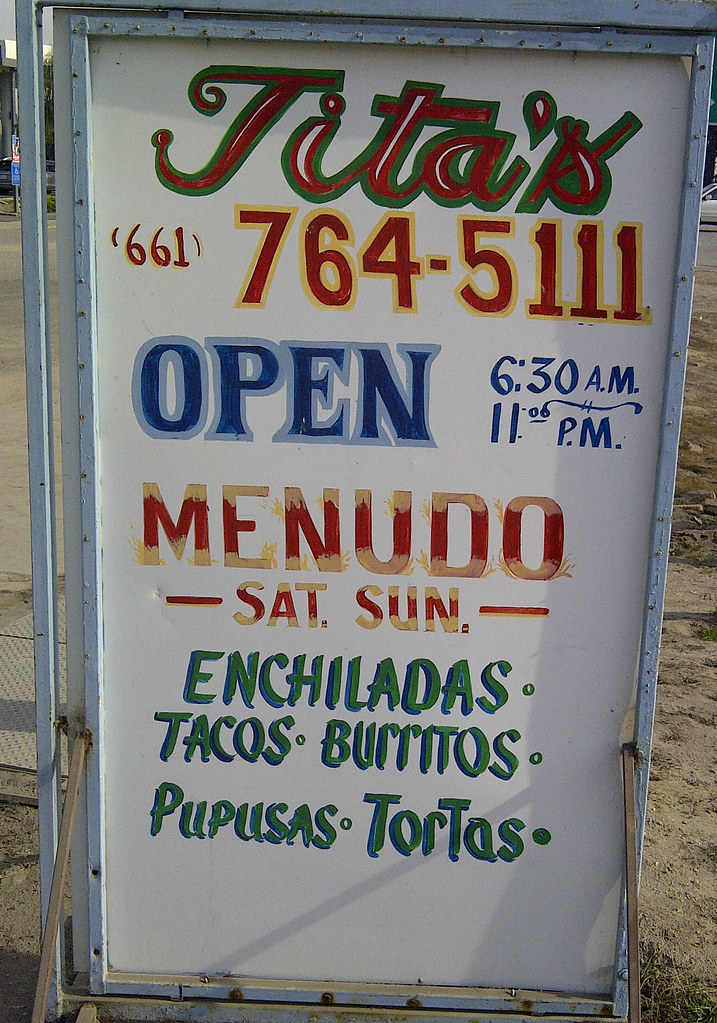 Tita's
(661) 764-5111
OPEN 6:30 A.M.
11:00 P.M.
MENUDO
— SAT. SUN. —
ENCHILADAS.
TACOS. BURRITOS.
PUPUSAS. TorTas.